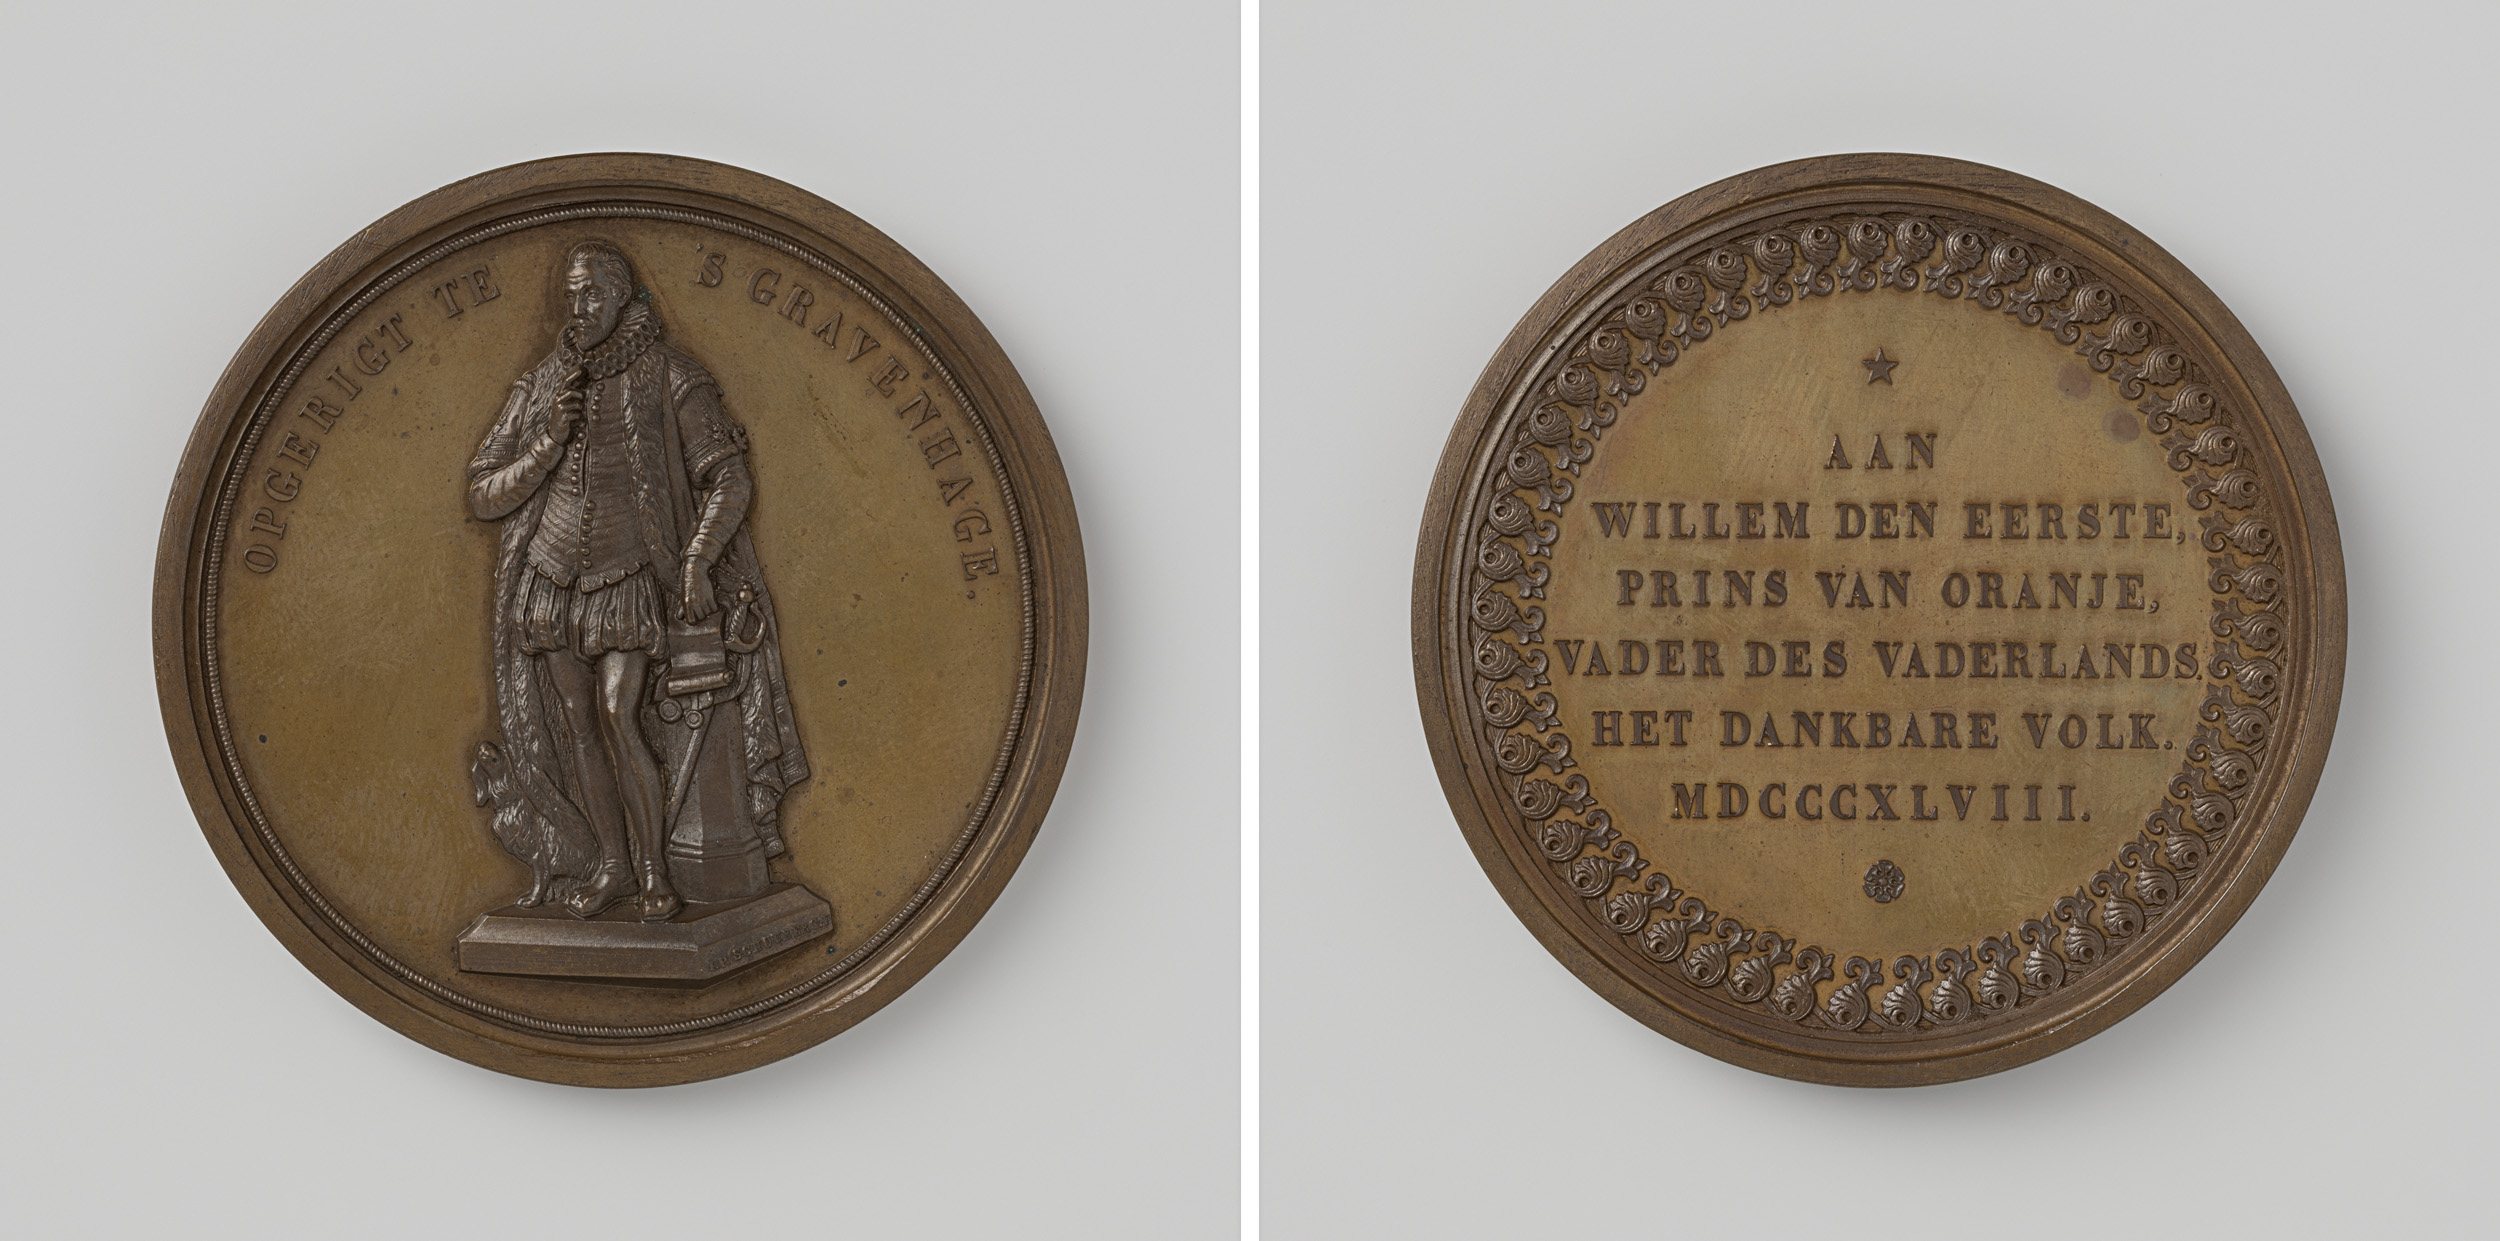 OPGERIGT TE 'S GRAVENHAGE.
AAN
WILLEM DEN EERSTE,
PRINS VAN ORANJE,
VADER DES VADERLANDS.
HET DANKBARE VOLK.
MDCCCXLVIII.